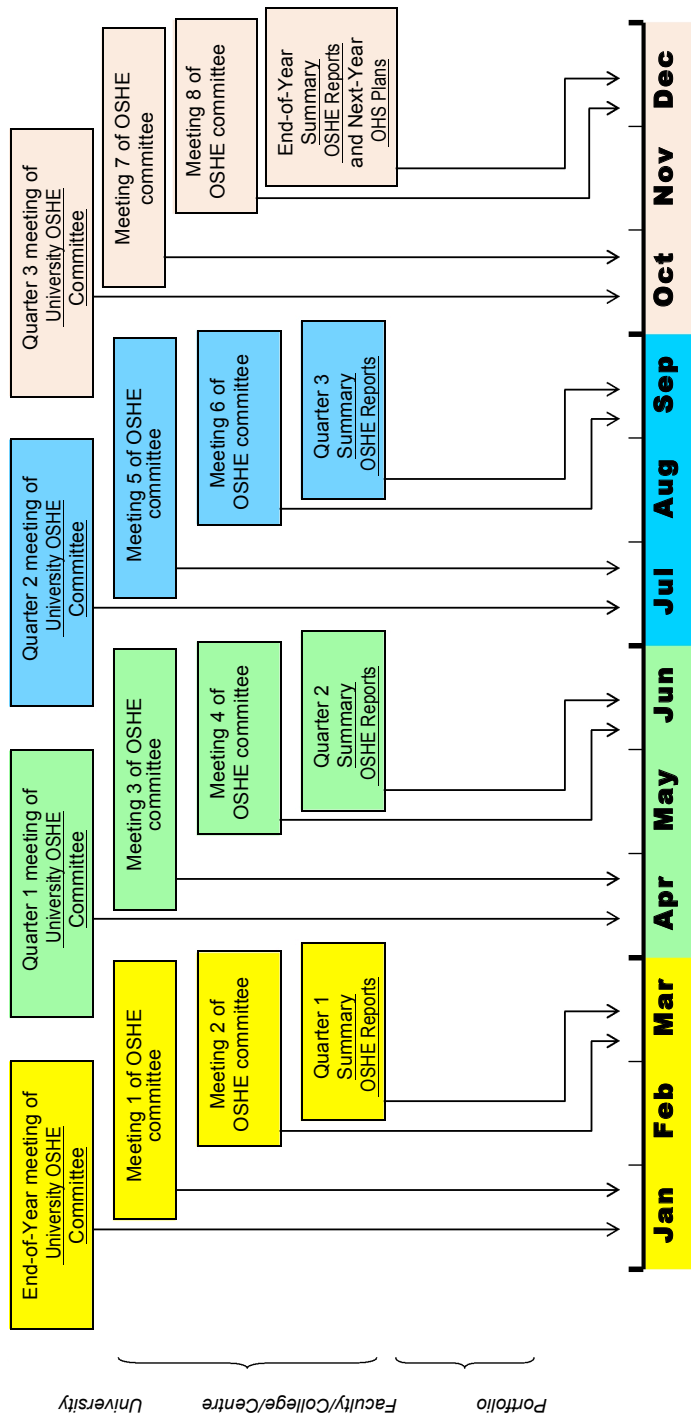 End-of-Year meeting of
University OSHE
Committee
Quarter 1 meeting of
University OSHE
Committee
Quarter 2 meeting of
University OSHE
Committee
Quarter 3 meeting of
University OSHE
Committee
Meeting 1 of OSHE
committee
Meeting 3 of OSHE
committee
Meeting 5 of OSHE
committee
Meeting 7 of OSHE
committee
Meeting 2 of
OSHE committee
Meeting 4 of
OSHE committee
Meeting 6 of
OSHE committee
Meeting 8 of
OSHE committee
Quarter 1
Summary
OSHE Reports
Quarter 2
Summary
OSHE Reports
Quarter 3
Summary
OSHE Reports
End-of-Year
Summary
OSHE Reports
and Next-Year
OHS Plans
Jan Feb Mar Apr May Jun Jul Aug Sep Oct Nov Dec
University
Faculty/College/Centre
Portfolio